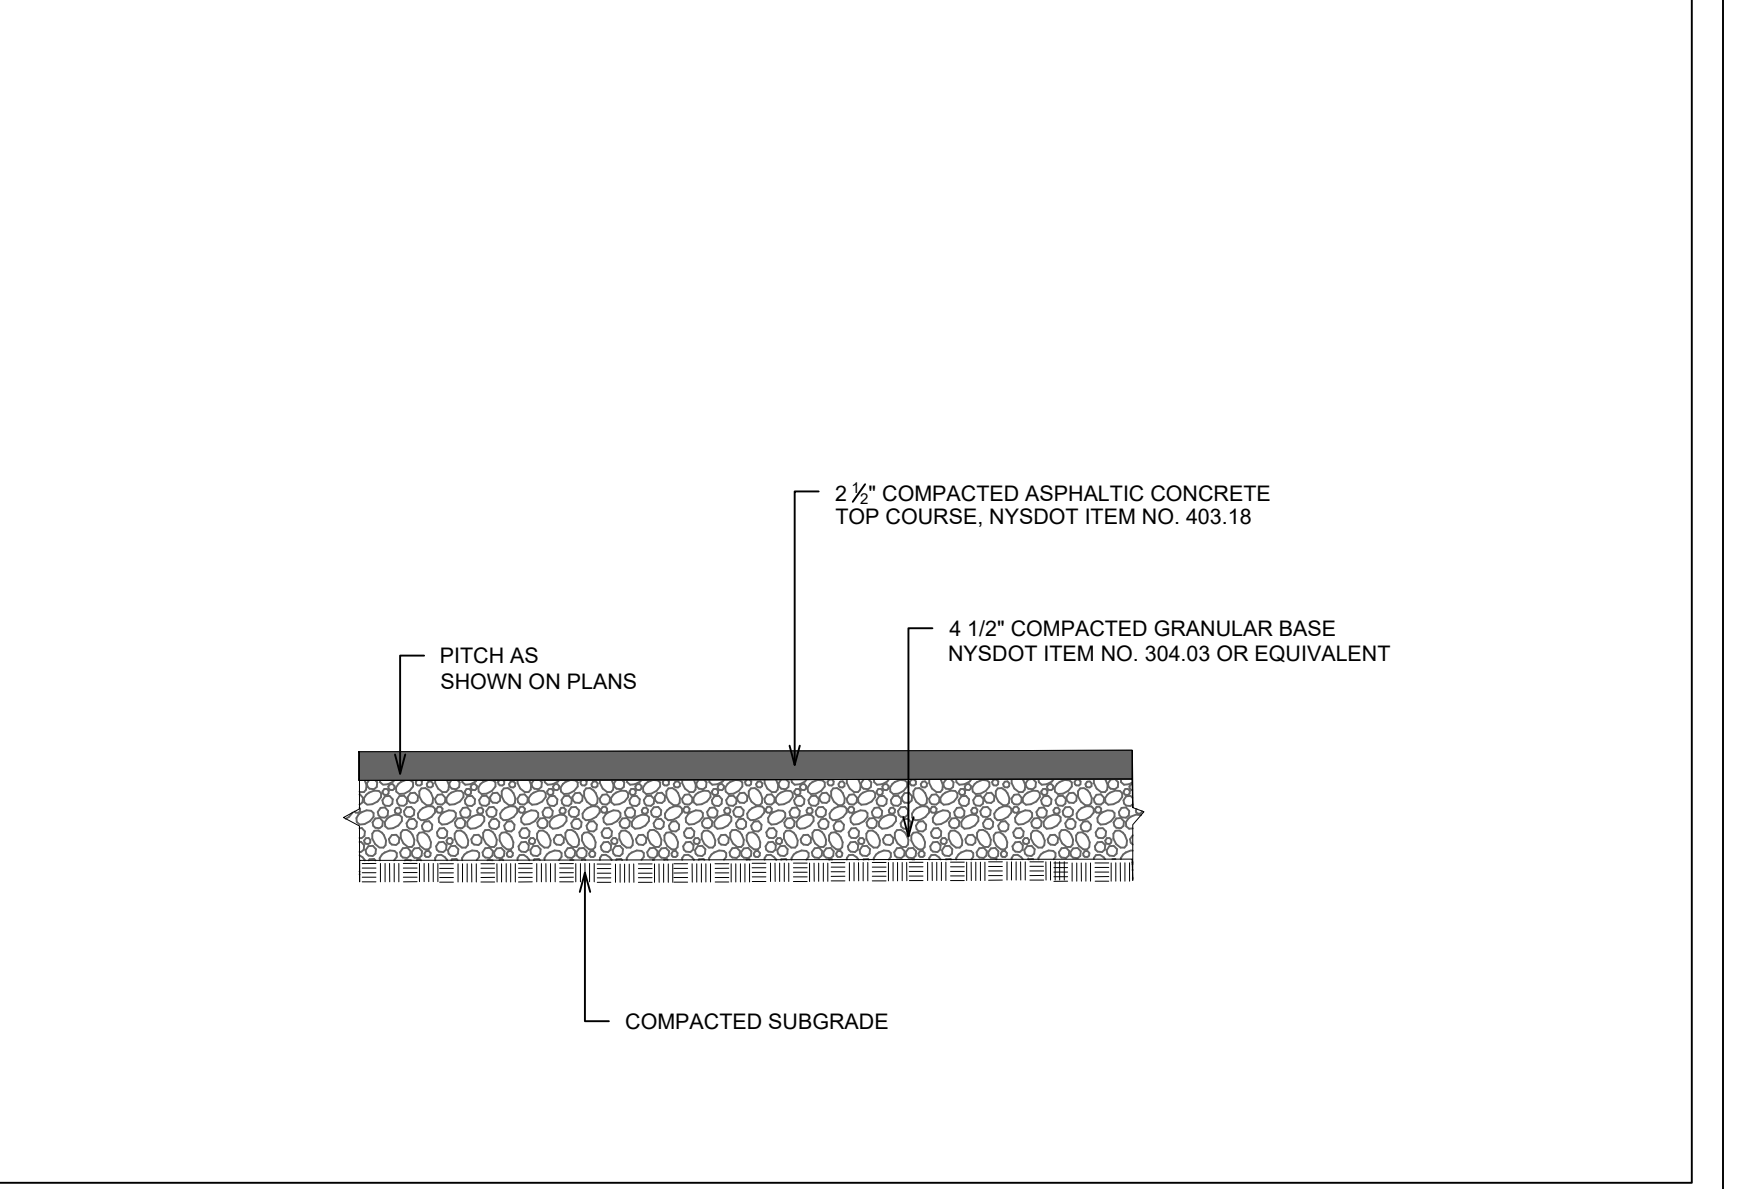 2 ½" COMPACTED ASPHALTIC CONCRETE
TOP COURSE, NYSDOT ITEM NO. 403.18
4 1/2" COMPACTED GRANULAR BASE
NYSDOT ITEM NO. 304.03 OR EQUIVALENT
PITCH AS
SHOWN ON PLANS
COMPACTED SUBGRADE